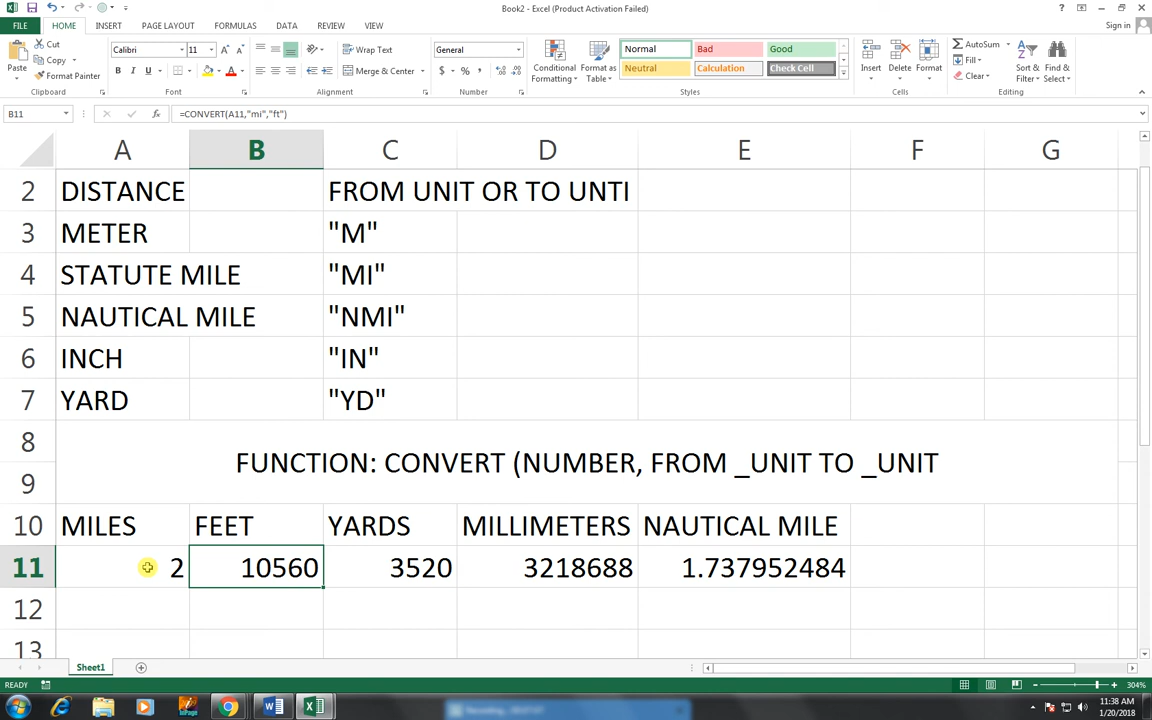 Book2 - Excel (Product Activation Failed)
FILE HOME INSERT PAGE LAYOUT FORMULAS DATA REVIEW VIEW Sign in
Paste Cut Copy Format Painter Clipboard
Calibri 11 B I U A Font
Wrap Text Merge & Center Alignment
General $ % , Number
Conditional Formatting Format as Table Normal Bad Good Neutral Calculation Check Cell Styles
Insert Delete Format Cells
AutoSum Fill Clear Sort & Filter Find & Select Editing
B11 fx =CONVERT(A11,"mi","ft")
A B C D E F G
2 DISTANCE FROM UNIT OR TO UNTI
3 METER "M"
4 STATUTE MILE "MI"
5 NAUTICAL MILE "NMI"
6 INCH "IN"
7 YARD "YD"
8
FUNCTION: CONVERT (NUMBER, FROM _UNIT TO _UNIT
9
10 MILES FEET YARDS MILLIMETERS NAUTICAL MILE
11 2 10560 3520 3218688 1.737952484
12
13
Sheet1
READY 304%
11:38 AM
1/20/2018